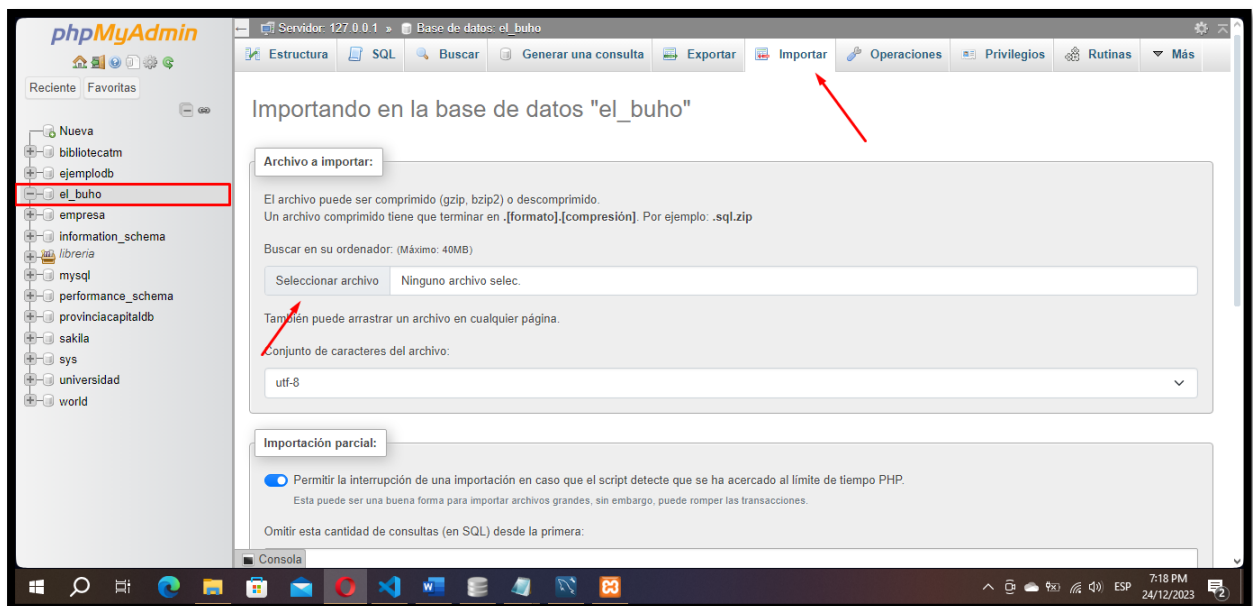 phpMyAdmin
Reciente Favoritas
Nueva
bibliotecatm
ejemplodb
el_buho
empresa
information_schema
libreria
mysql
performance_schema
provinciacapitaldb
sakila
sys
universidad
world
Servidor: 127.0.0.1 » Base de datos: el_buho
Estructura SQL Buscar Generar una consulta Exportar Importar Operaciones Privilegios Rutinas Más
Importando en la base de datos "el_buho"
Archivo a importar:
El archivo puede ser comprimido (gzip, bzip2) o descomprimido.
Un archivo comprimido tiene que terminar en .[formato].[compresión]. Por ejemplo: .sql.zip
Buscar en su ordenador: (Máximo: 40MB)
Seleccionar archivo Ninguno archivo selec.
También puede arrastrar un archivo en cualquier página.
Conjunto de caracteres del archivo:
utf-8
Importación parcial:
Permitir la interrupción de una importación en caso que el script detecte que se ha acercado al límite de tiempo PHP.
Esta puede ser una buena forma para importar archivos grandes, sin embargo, puede romper las transacciones.
Omitir esta cantidad de consultas (en SQL) desde la primera:
Consola
ESP
7:18 PM
24/12/2023
2